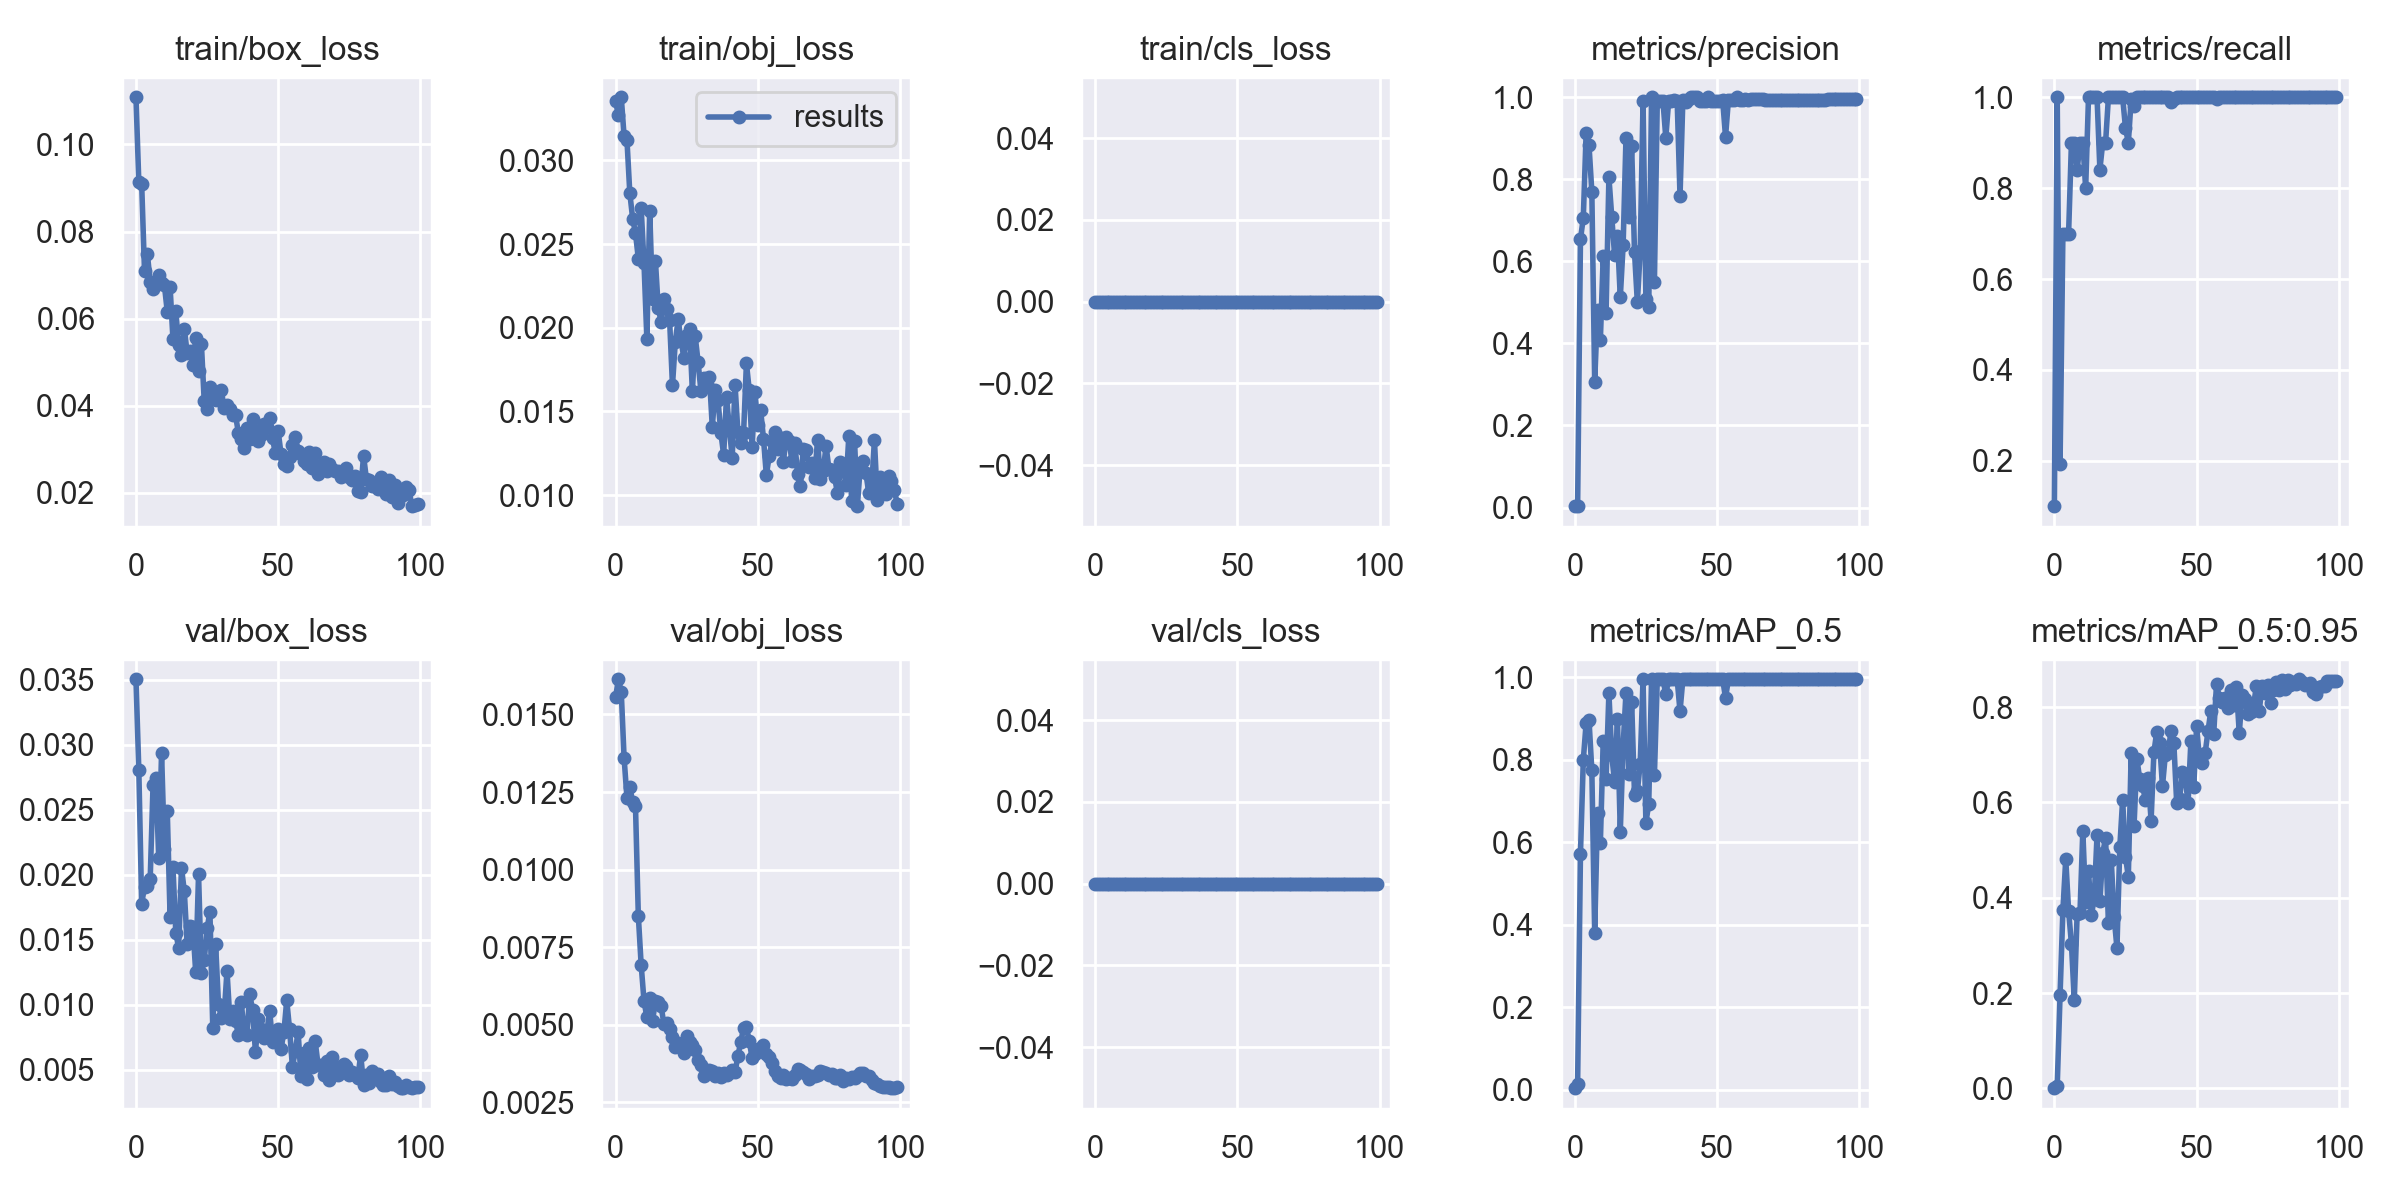 train/box_loss
0.10
0.08
0.06
0.04
0.02
0 50 100
train/obj_loss
results
0.030
0.025
0.020
0.015
0.010
0 50 100
train/cls_loss
0.04
0.02
0.00
−0.02
−0.04
0 50 100
metrics/precision
1.0
0.8
0.6
0.4
0.2
0.0
0 50 100
metrics/recall
1.0
0.8
0.6
0.4
0.2
0 50 100
val/box_loss
0.035
0.030
0.025
0.020
0.015
0.010
0.005
0 50 100
val/obj_loss
0.0150
0.0125
0.0100
0.0075
0.0050
0.0025
0 50 100
val/cls_loss
0.04
0.02
0.00
−0.02
−0.04
0 50 100
metrics/mAP_0.5
1.0
0.8
0.6
0.4
0.2
0.0
0 50 100
metrics/mAP_0.5:0.95
0.8
0.6
0.4
0.2
0.0
0 50 100